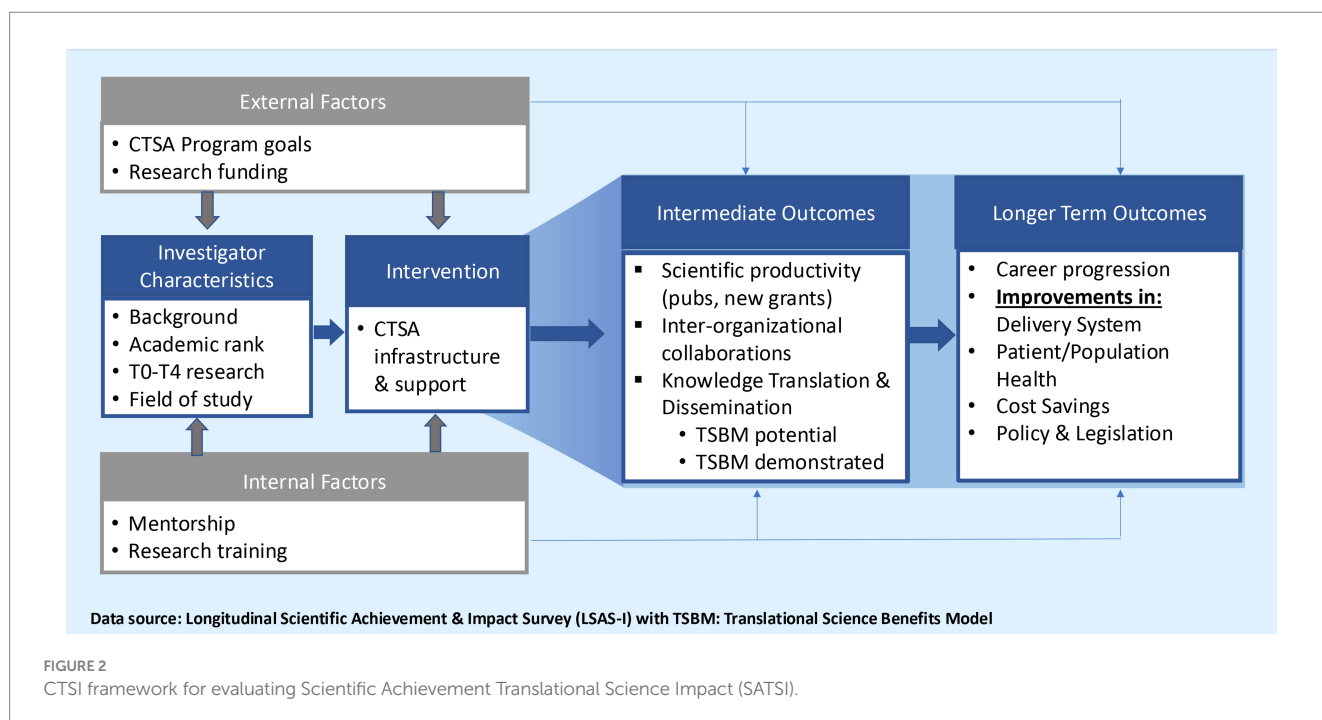 External Factors
• CTSA Program goals
• Research funding
Investigator
Characteristics
• Background
• Academic rank
• T0-T4 research
• Field of study
Intervention
• CTSA
infrastructure
& support
Internal Factors
• Mentorship
• Research training
Intermediate Outcomes
▪ Scientific productivity
(pubs, new grants)
▪ Inter-organizational
collaborations
▪ Knowledge Translation &
Dissemination
• TSBM potential
• TSBM demonstrated
Longer Term Outcomes
• Career progression
• Improvements in:
Delivery System
• Patient/Population
Health
• Cost Savings
• Policy & Legislation
Data source: Longitudinal Scientific Achievement & Impact Survey (LSAS-I) with TSBM: Translational Science Benefits Model
FIGURE 2
CTSI framework for evaluating Scientific Achievement Translational Science Impact (SATSI).